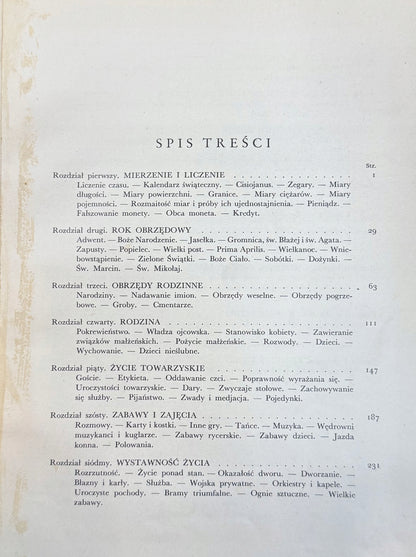 SPIS TREŚCI
Str.
Rozdział pierwszy. MIERZENIE I LICZENIE . . . . . . . . . . . . . 1
Liczenie czasu. — Kalendarz świąteczny. — Cisiojanus. — Zegary. — Miary
długości. — Miary powierzchni. — Granice. — Miary ciężarów. — Miary
pojemności. — Rozmaitość miar i próby ich ujednostajnienia. — Pieniądz. —
Fałszowanie monety. — Obca moneta. — Kredyt.
Rozdział drugi. ROK OBRZĘDOWY . . . . . . . . . . . . . . . 29
Adwent. — Boże Narodzenie. — Jasełka. — Gromnica, św. Błażej i św. Agata. —
Zapusty. — Popielec. — Wielki post. — Prima Aprilis. — Wielkanoc. — Wnie-
bowstąpienie. — Zielone Świątki. — Boże Ciało. — Sobótki. — Dożynki. —
Św. Marcin. — Św. Mikołaj.
Rozdział trzeci. OBRZĘDY RODZINNE . . . . . . . . . . . . . . 63
Narodziny. — Nadawanie imion. — Obrzędy weselne. — Obrzędy pogrze-
bowe. — Groby. — Cmentarze.
Rozdział czwarty. RODZINA . . . . . . . . . . . . . . . . . . 111
Pokrewieństwo. — Władza ojcowska. — Stanowisko kobiety. — Zawieranie
związków małżeńskich. — Pożycie małżeńskie. — Rozwody. — Dzieci. —
Wychowanie. — Dzieci nieślubne.
Rozdział piąty. ŻYCIE TOWARZYSKIE . . . . . . . . . . . . . . 147
Goście. — Etykieta. — Oddawanie czci. — Poprawność wyrażania się. —
Uroczystości towarzyskie. — Dary. — Zwyczaje stołowe. — Zachowywanie
się służby. — Pijaństwo. — Zwady i medjacja. — Pojedynki.
Rozdział szósty. ZABAWY I ZAJĘCIA . . . . . . . . . . . . . . 187
Rozmowy. — Karty i kostki. — Inne gry. — Tańce. — Muzyka. — Wędrowni
muzykanci i kuglarze. — Zabawy rycerskie. — Zabawy dzieci. — Jazda
konna. — Polowania.
Rozdział siódmy. WYSTAWNOŚĆ ŻYCIA . . . . . . . . . . . . . . 231
Rozrzutność. — Życie ponad stan. — Okazałość dworu. — Dworzanie. —
Błazny i karły. — Służba. — Wojska prywatne. — Orkiestry i kapele. —
Uroczyste pochody. — Bramy triumfalne. — Ognie sztuczne. — Wielkie
zabawy.